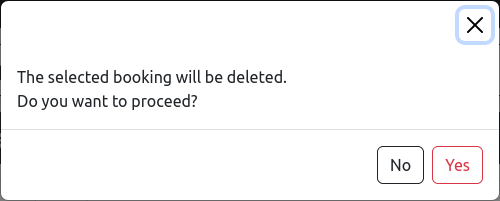 The selected booking will be deleted.
Do you want to proceed?
No
Yes